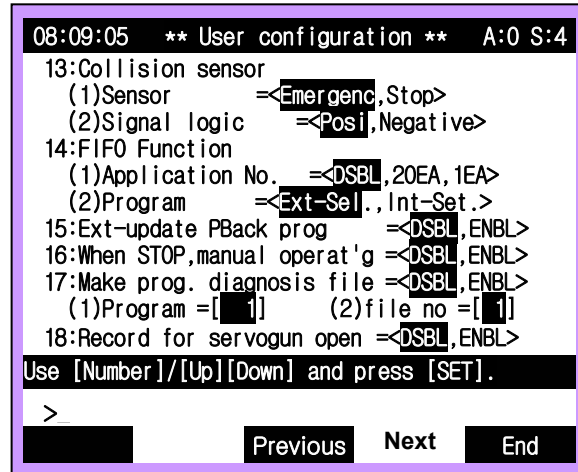 08:09:05 ** User configuration ** A:0 S:4
13:Collision sensor
(1)Sensor =<Emergenc,Stop>
(2)Signal logic =<Posi,Negative>
14:FIFO Function
(1)Application No. =<DSBL,20EA,1EA>
(2)Program =<Ext-Sel.,Int-Set.>
15:Ext-update PBack prog =<DSBL,ENBL>
16:When STOP,manual operat'g =<DSBL,ENBL>
17:Make prog. diagnosis file =<DSBL,ENBL>
(1)Program =[ 1] (2)file no =[ 1]
18:Record for servogun open =<DSBL,ENBL>
Use [Number]/[Up][Down] and press [SET].
>_
Previous Next End